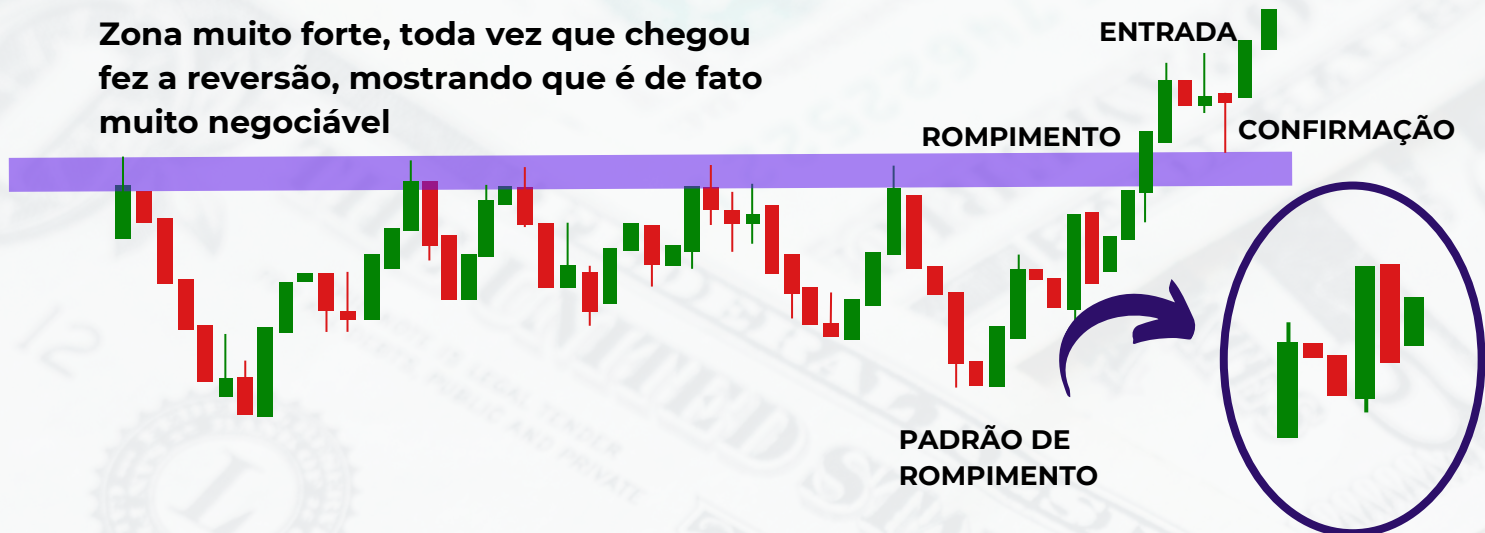 Zona muito forte, toda vez que chegou
fez a reversão, mostrando que é de fato
muito negociável
ENTRADA
ROMPIMENTO
CONFIRMAÇÃO
PADRÃO DE
ROMPIMENTO